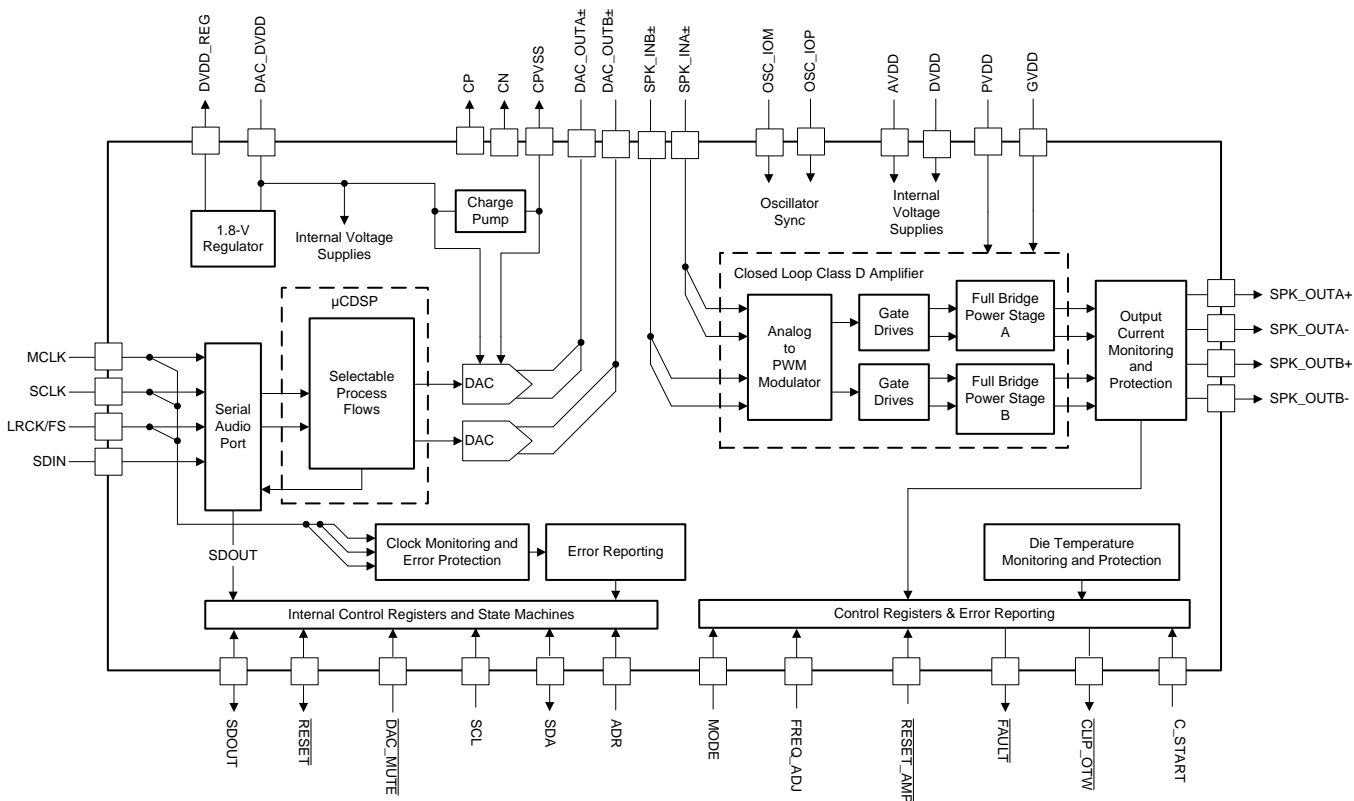 DVDD_REG
DAC_DVDD
CP
CN
CPVSS
DAC_OUTA±
DAC_OUTB±
SPK_INB±
SPK_INA±
OSC_IOM
OSC_IOP
AVDD
DVDD
PVDD
GVDD
1.8-V
Regulator
Internal Voltage
Supplies
Charge
Pump
Oscillator
Sync
Internal
Voltage
Supplies
µCDSP
Closed Loop Class D Amplifier
MCLK
SCLK
LRCK/FS
SDIN
Serial
Audio
Port
Selectable
Process
Flows
DAC
DAC
Analog
to
PWM
Modulator
Gate
Drives
Gate
Drives
Full Bridge
Power Stage
A
Full Bridge
Power Stage
B
Output
Current
Monitoring
and
Protection
SPK_OUTA+
SPK_OUTA-
SPK_OUTB+
SPK_OUTB-
SDOUT
Clock Monitoring and
Error Protection
Error Reporting
Die Temperature
Monitoring and Protection
Internal Control Registers and State Machines
Control Registers & Error Reporting
SDOUT
RESET
DAC_MUTE
SCL
SDA
ADR
MODE
FREQ_ADJ
RESET_AMP
FAULT
CLIP_OTW
C_START